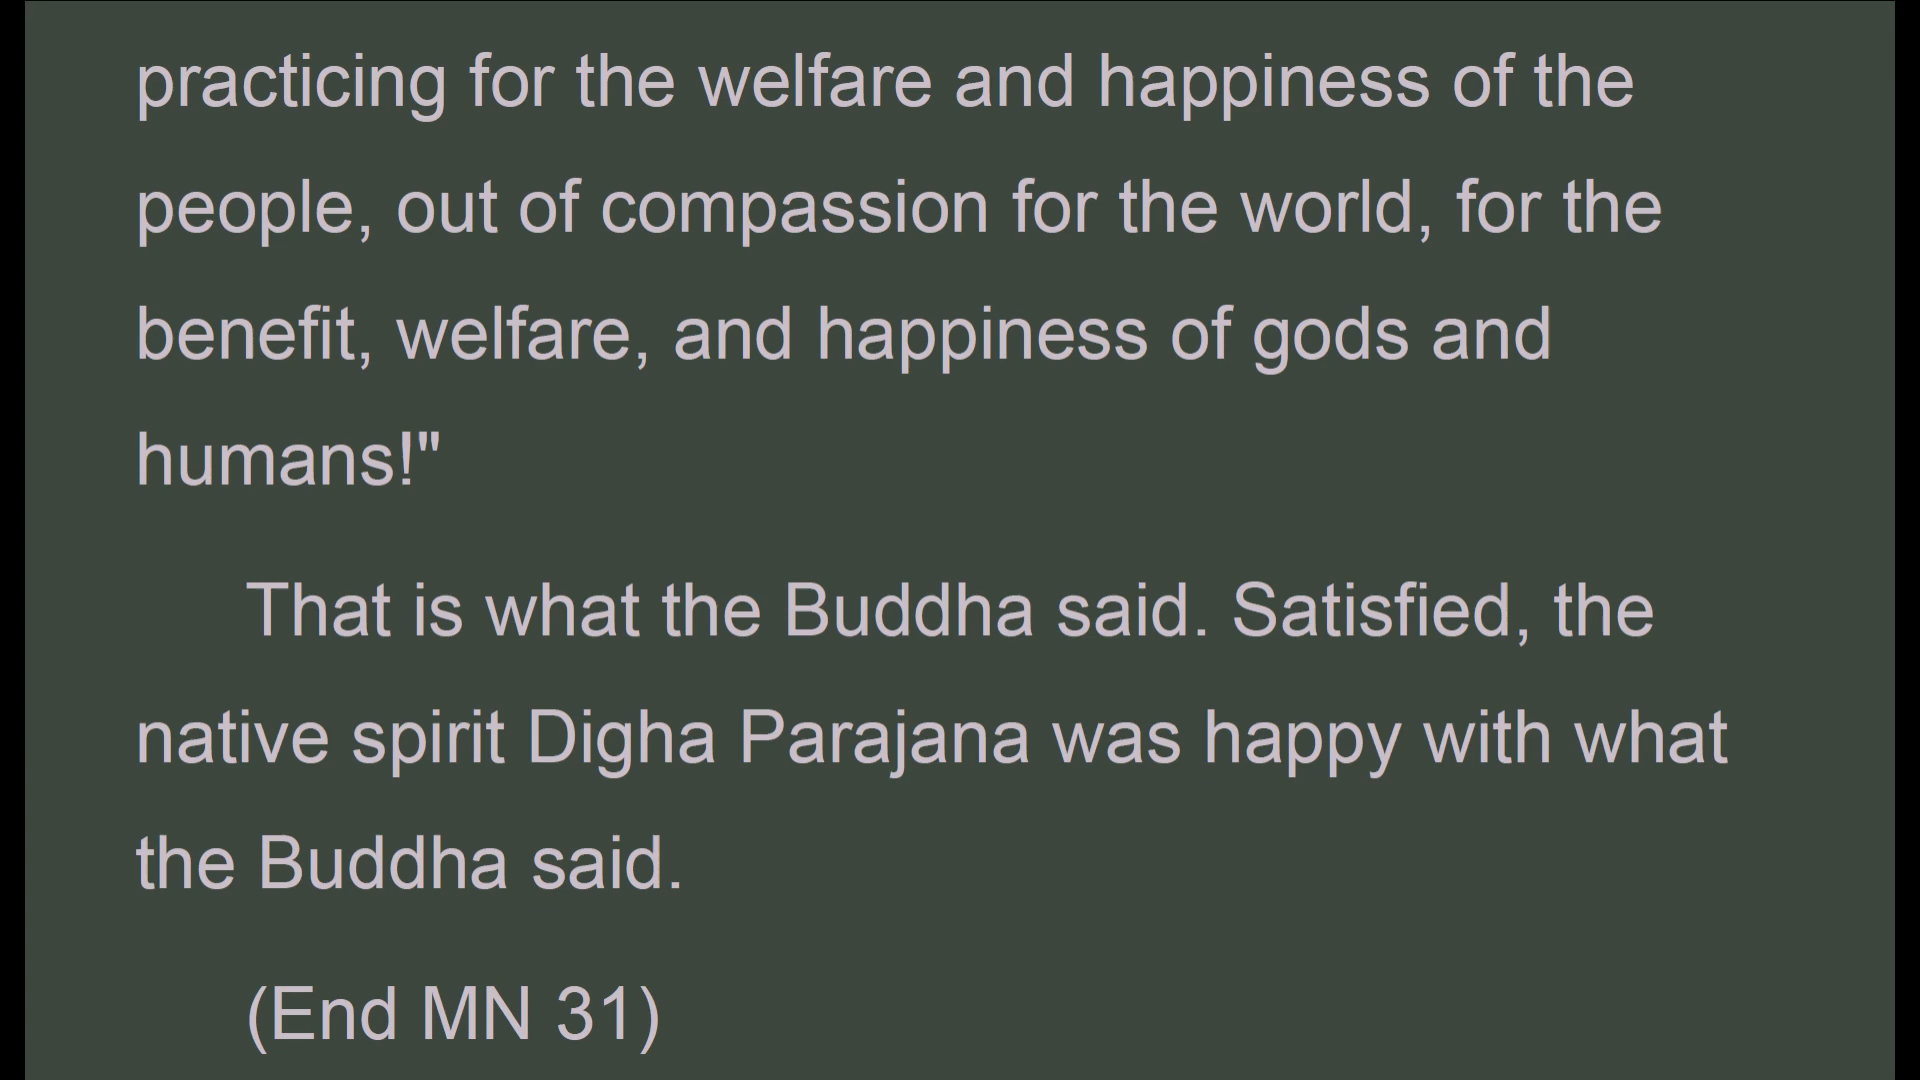 practicing for the welfare and happiness of the
people, out of compassion for the world, for the
benefit, welfare, and happiness of gods and
humans!"
That is what the Buddha said. Satisfied, the
native spirit Digha Parajana was happy with what
the Buddha said.
(End MN 31)